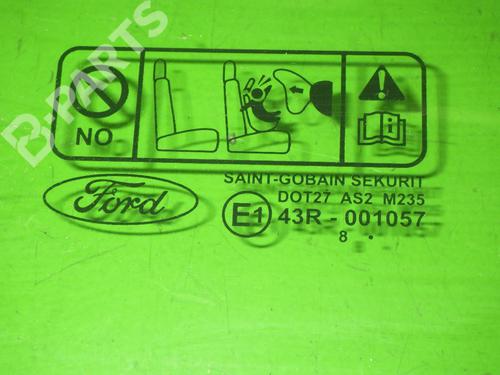 B-PARTS
NO
SAINT-GOBAIN SEKURIT
Ford
DOT27 AS2 M235
E1 43R - 001057
8 .